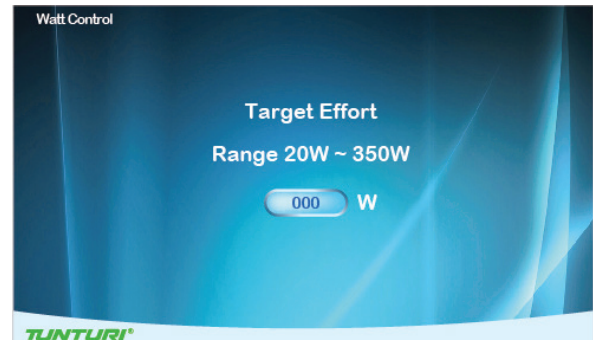 Watt Control
Target Effort
Range 20W ~ 350W
000 W
TUNTURI®